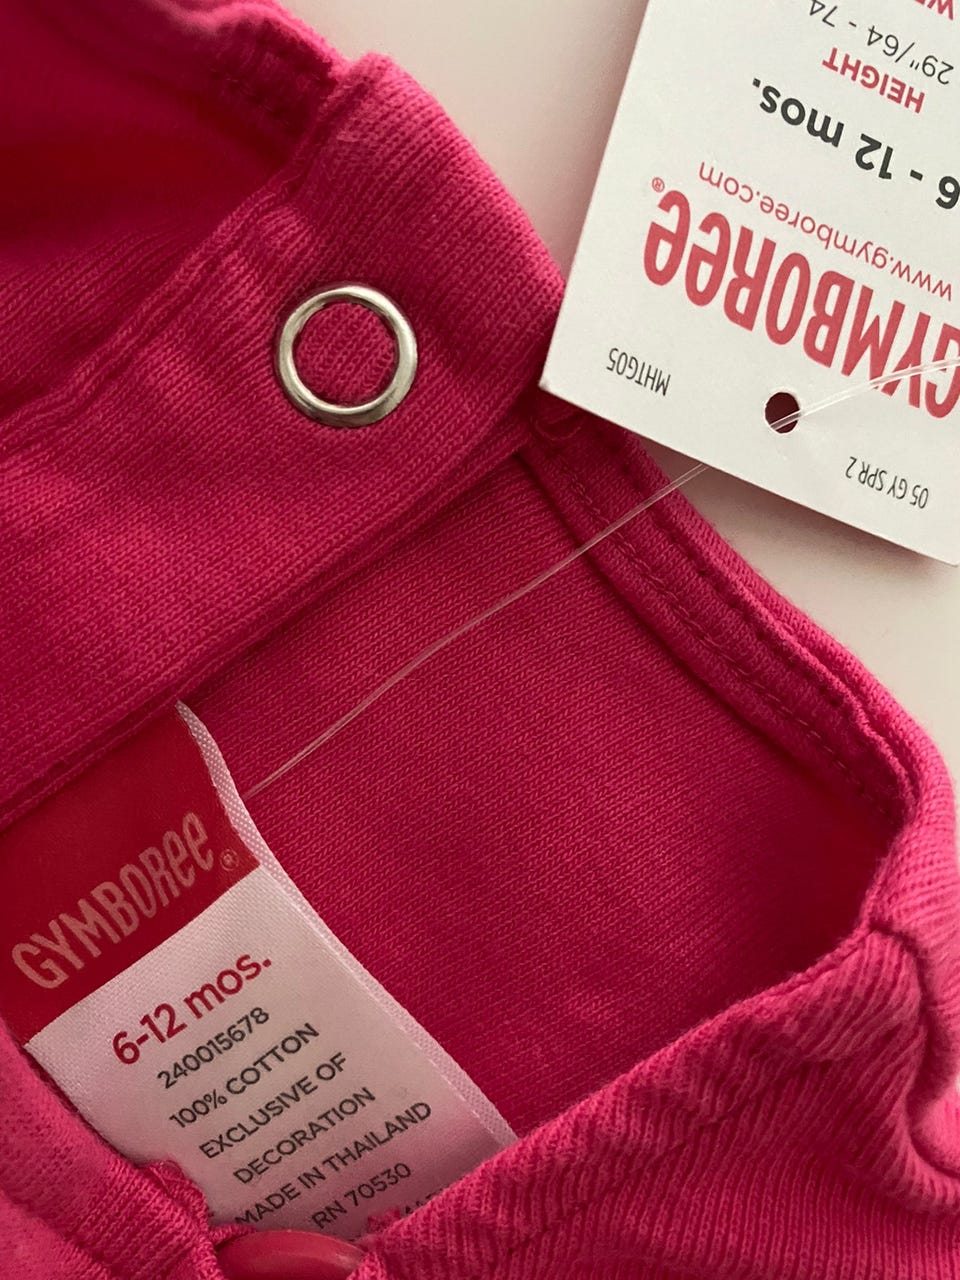 GYMBOREE®
6-12 mos.
240015678
100% COTTON
EXCLUSIVE OF
DECORATION
MADE IN THAILAND
RN 70530
05 GY SPR 2
MHTG05
GYMBOREE®
www.gymboree.com
6 - 12 mos.
HEIGHT
29"/64 - 74